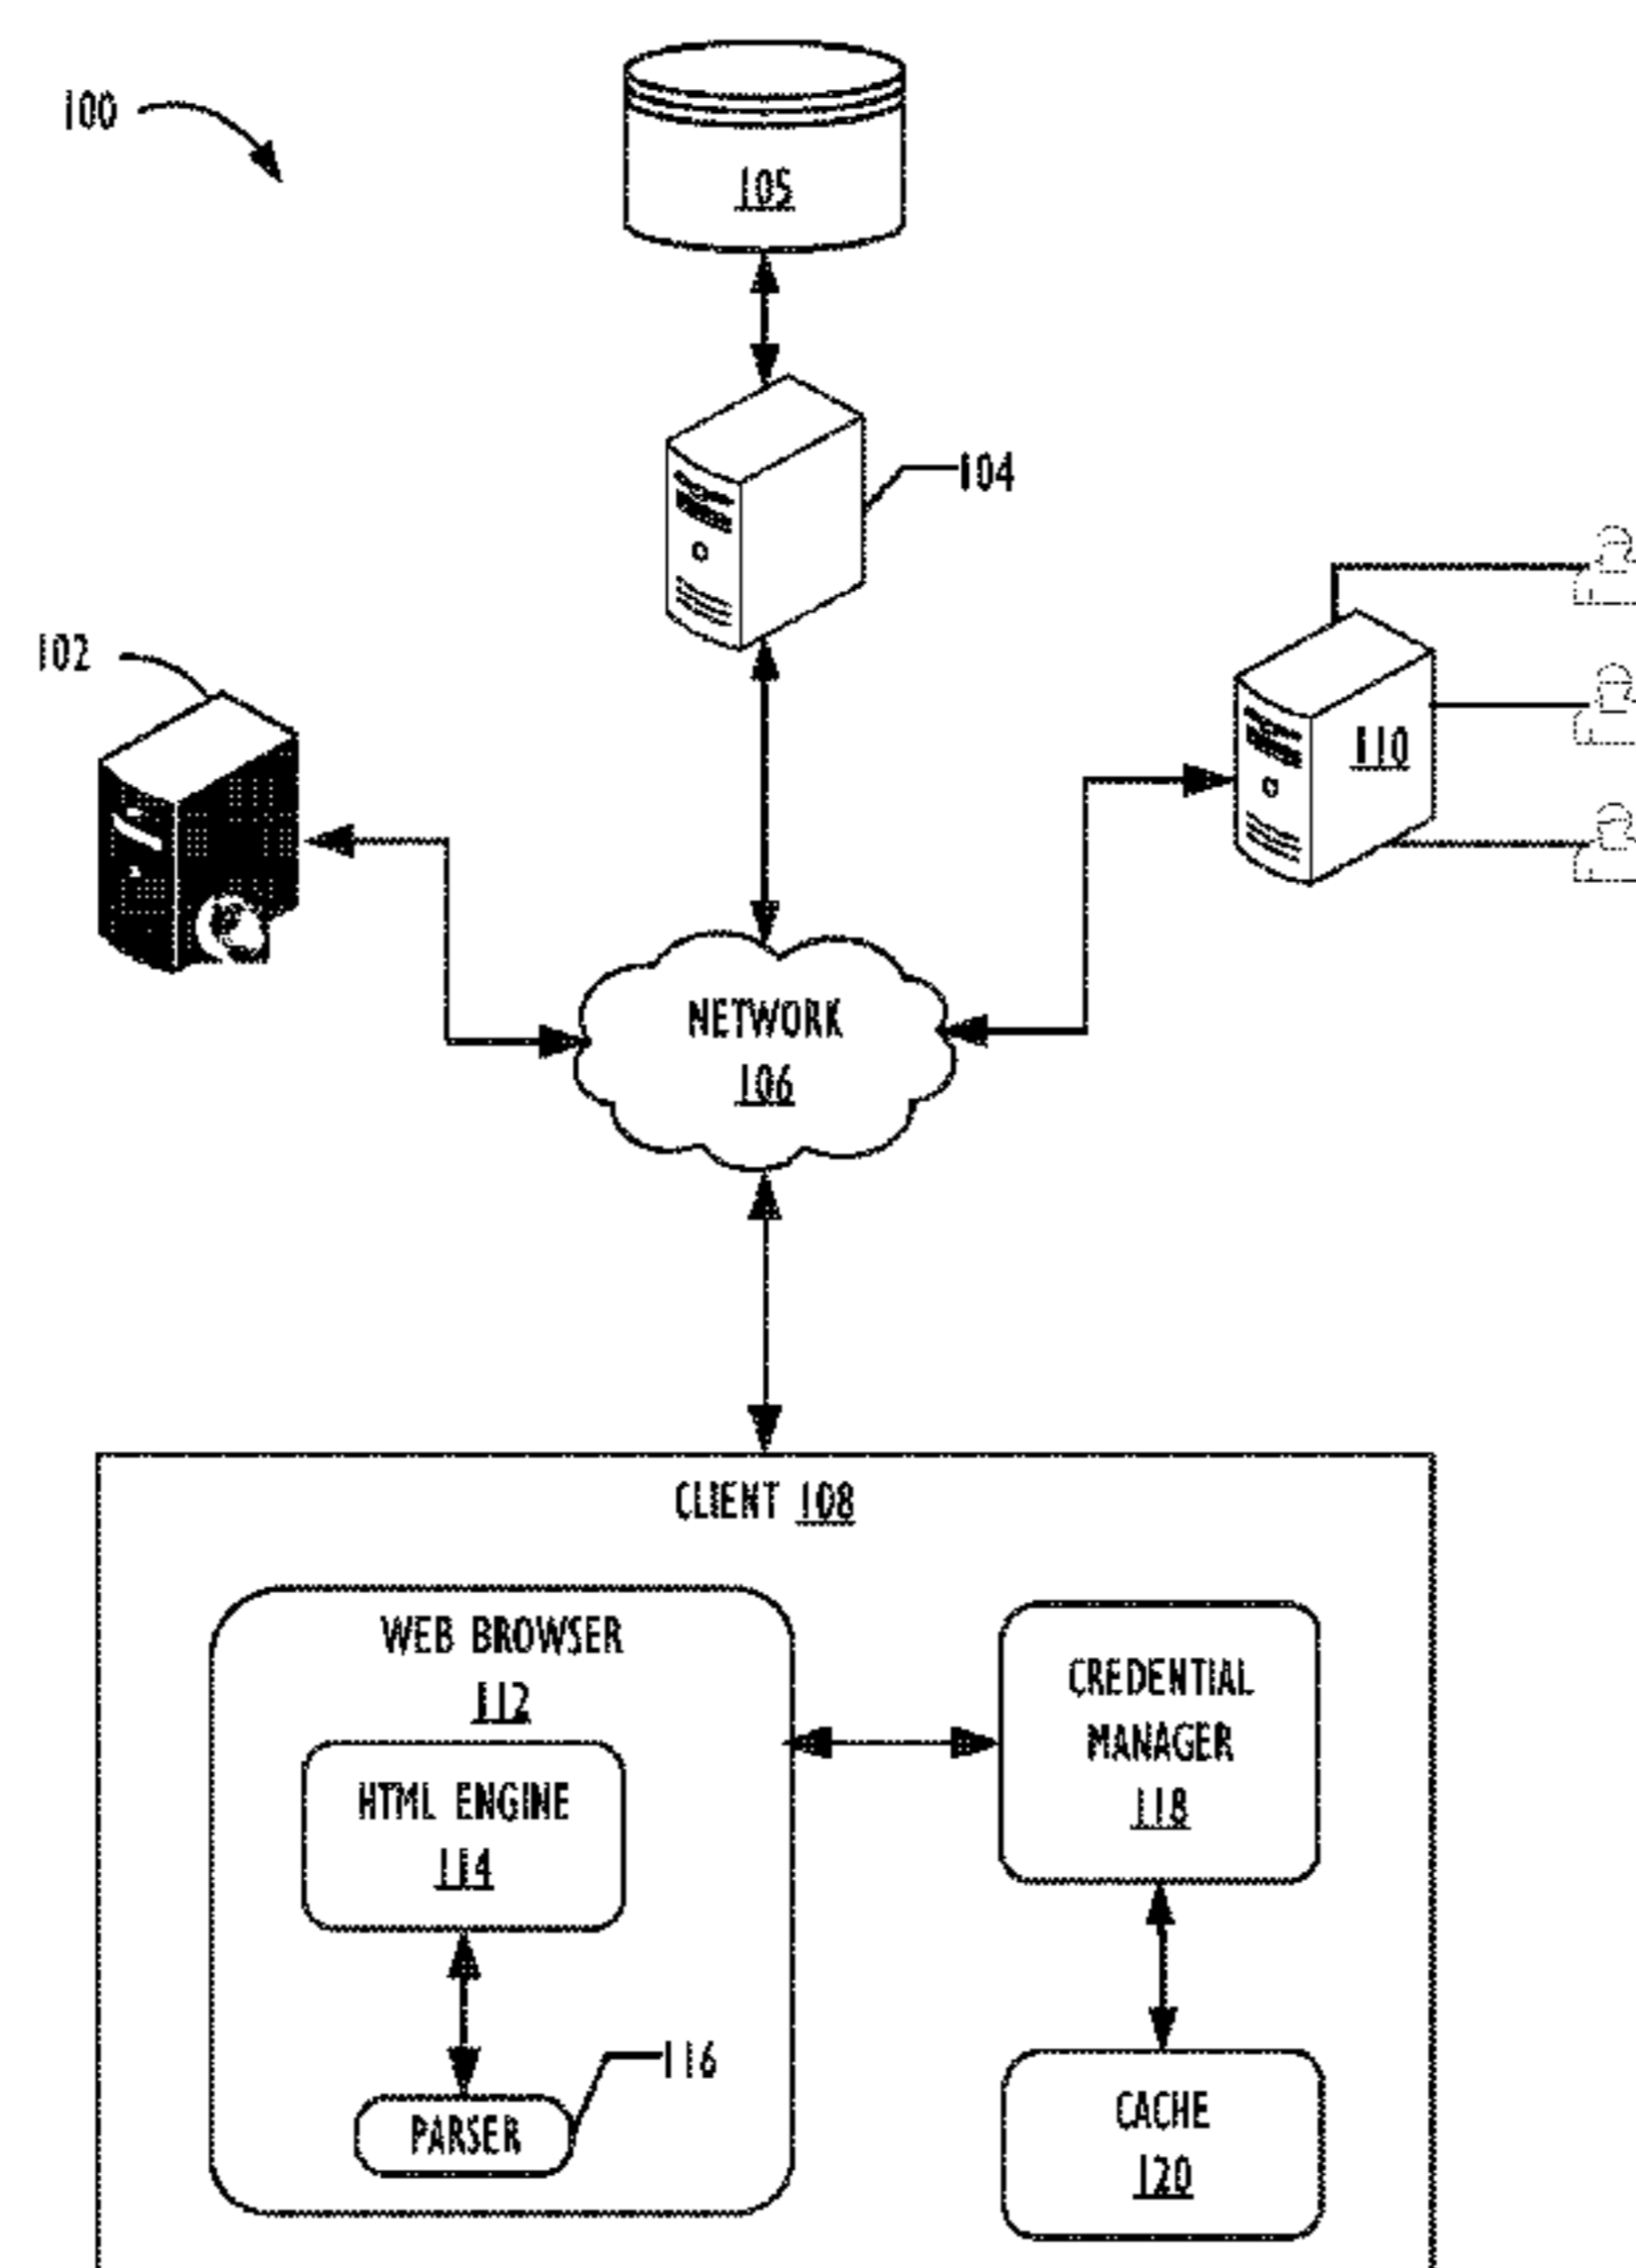 100
105
104
102
110
NETWORK
106
CLIENT 108
WEB BROWSER
112
HTML ENGINE
114
116
PARSER
CREDENTIAL
MANAGER
118
CACHE
120